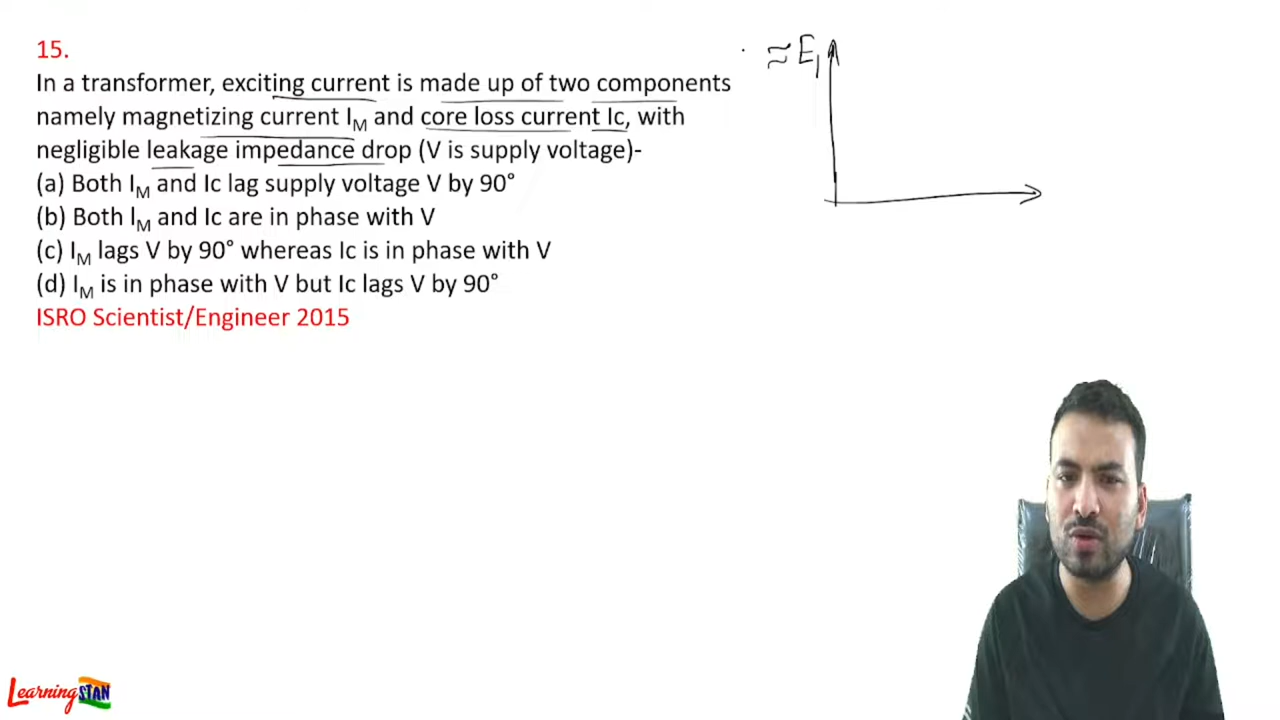 15.
In a transformer, exciting current is made up of two components
namely magnetizing current IM and core loss current Ic, with
negligible leakage impedance drop (V is supply voltage)-
(a) Both IM and Ic lag supply voltage V by 90°
(b) Both IM and Ic are in phase with V
(c) IM lags V by 90° whereas Ic is in phase with V
(d) IM is in phase with V but Ic lags V by 90°
ISRO Scientist/Engineer 2015
≈ E1
LearningSTAN